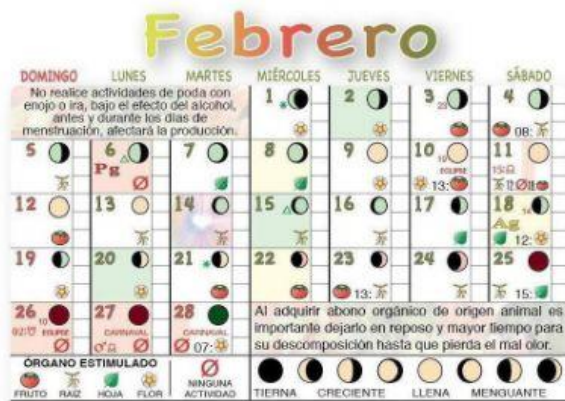 Febrero
DOMINGO LUNES MARTES MIÉRCOLES JUEVES VIERNES SÁBADO
No realice actividades de poda con
enojo o ira, bajo el efecto del alcohol,
antes y durante los días de
menstruación, afectará la producción.
1 2 3 4
08:
5 6 7 8 9 10 11
Pg
ECLIPSE
13:
12 13 14 15 16 17 18
Ag
12:
19 20 21 22 23 24 25
13: 15:
26 27 28
10
02: ECLIPSE CARNAVAL CARNAVAL
07:
Al adquirir abono orgánico de origen animal es
importante dejarlo en reposo y mayor tiempo para
su descomposición hasta que pierda el mal olor.
ÓRGANO ESTIMULADO
FRUTO RAIZ HOJA FLOR
NINGUNA
ACTIVIDAD
TIERNA CRECIENTE LLENA MENGUANTE